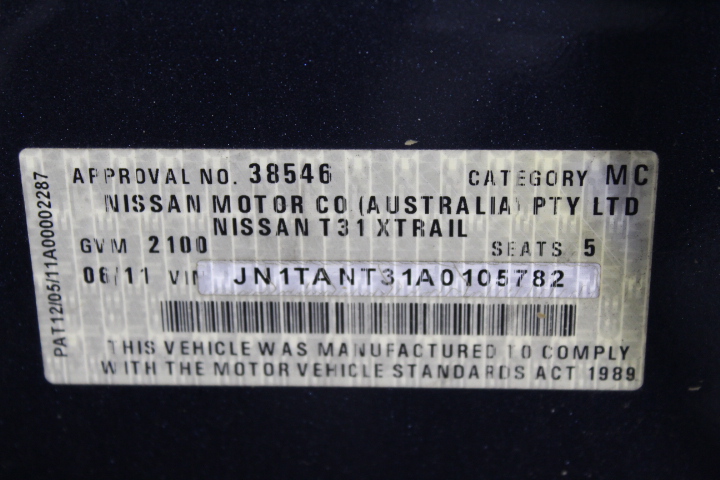 APPROVAL NO. 38546 CATEGORY MC
NISSAN MOTOR CO.(AUSTRALIA) PTY LTD
NISSAN T31 XTRAIL
GVM 2100 SEATS 5
06/11 VIN JN1TANT31A0105782
THIS VEHICLE WAS MANUFACTURED TO COMPLY
WITH THE MOTOR VEHICLE STANDARDS ACT 1989
PAT12/05/11A00002287